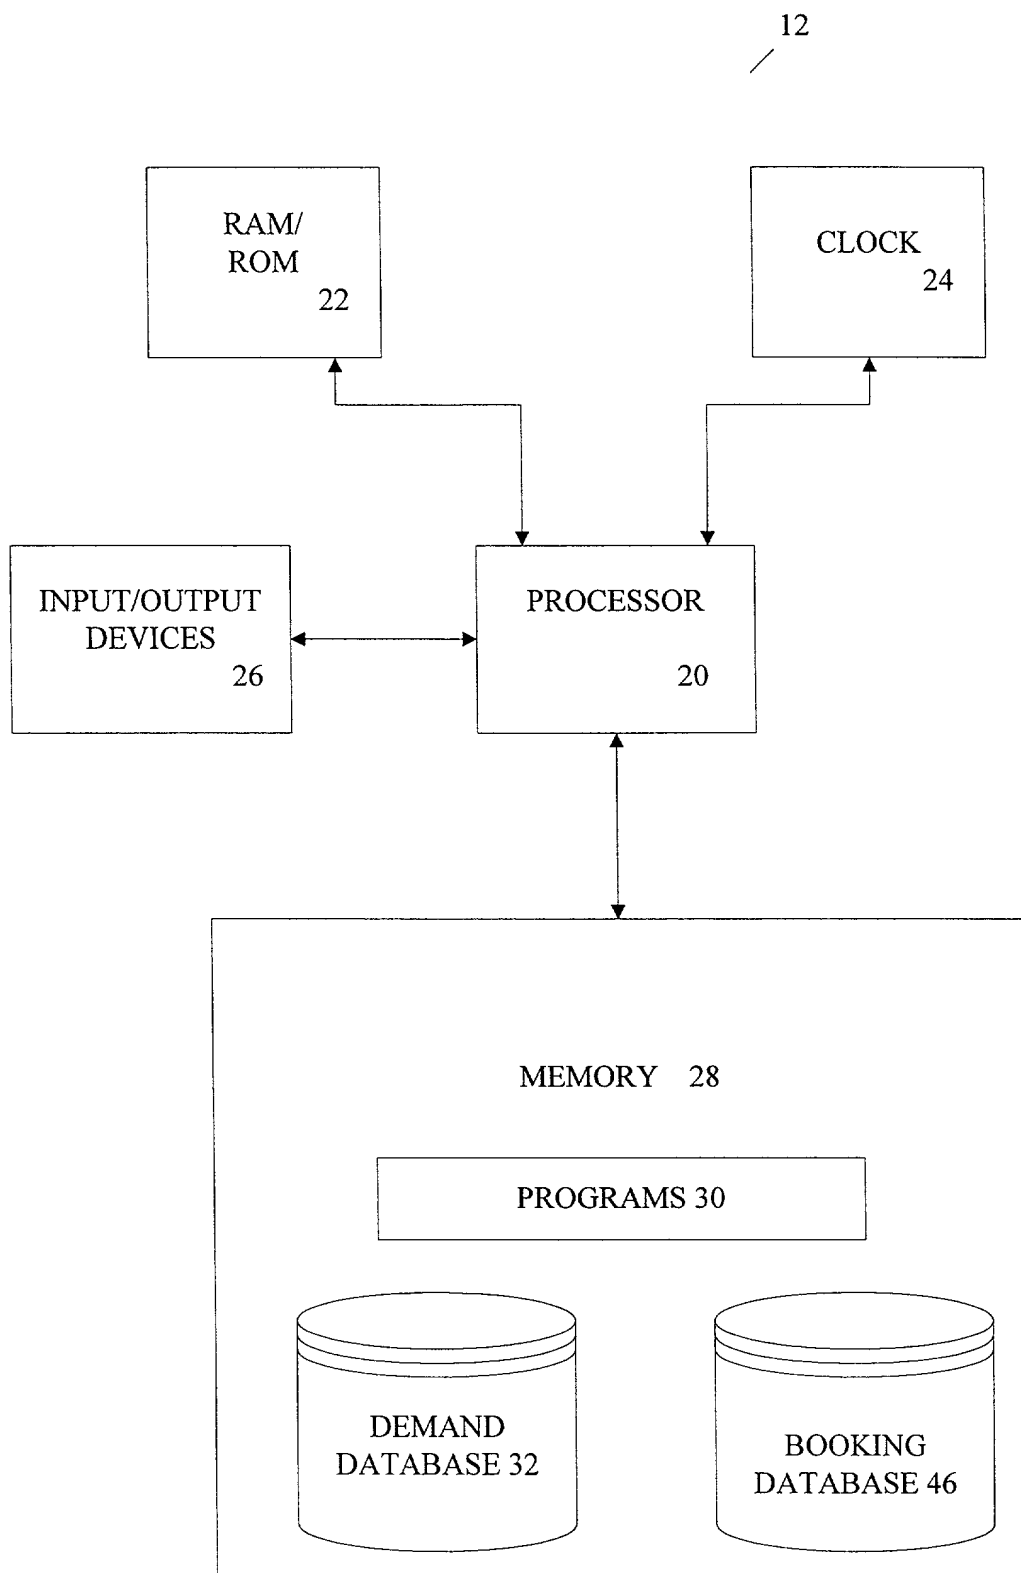 12
RAM/
ROM
22
CLOCK
24
INPUT/OUTPUT
DEVICES
26
PROCESSOR
20
MEMORY 28
PROGRAMS 30
DEMAND
DATABASE 32
BOOKING
DATABASE 46